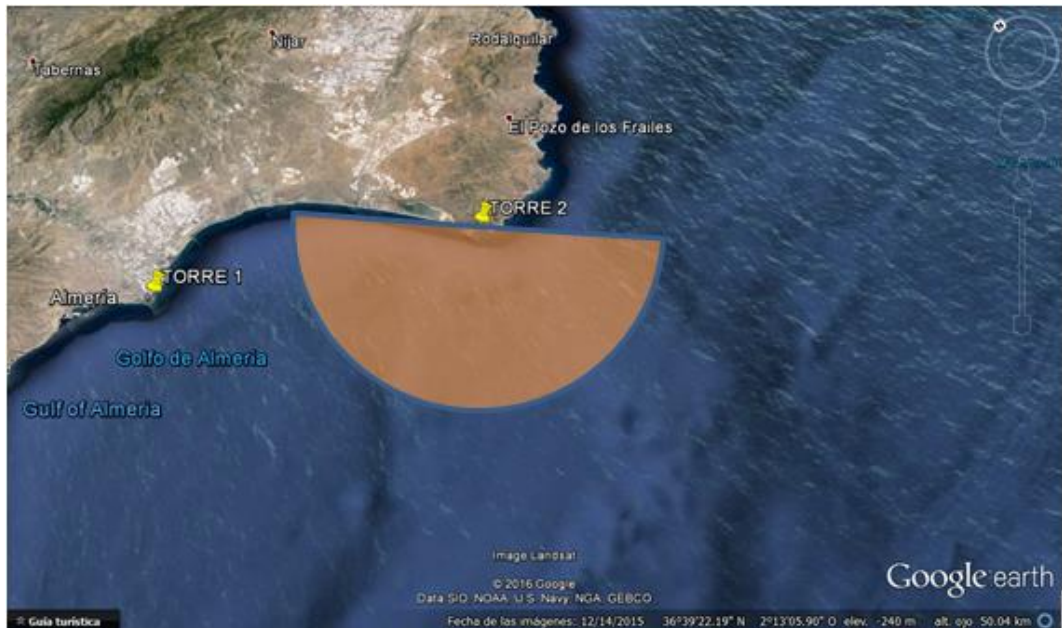 Rodalquilar
Nijar
Tabernas
El Pozo de los Frailes
TORRE 2
TORRE 1
Almería
Golfo de Almería
Gulf of Almeria
Image Landsat
© 2016 Google
Data SIO, NOAA, U.S. Navy, NGA, GEBCO
Google earth
Guía turística
Fecha de las imágenes: 12/14/2015 36°39'22.19" N 2°13'05.90" O elev. -240 m alt. ojo 50.04 km